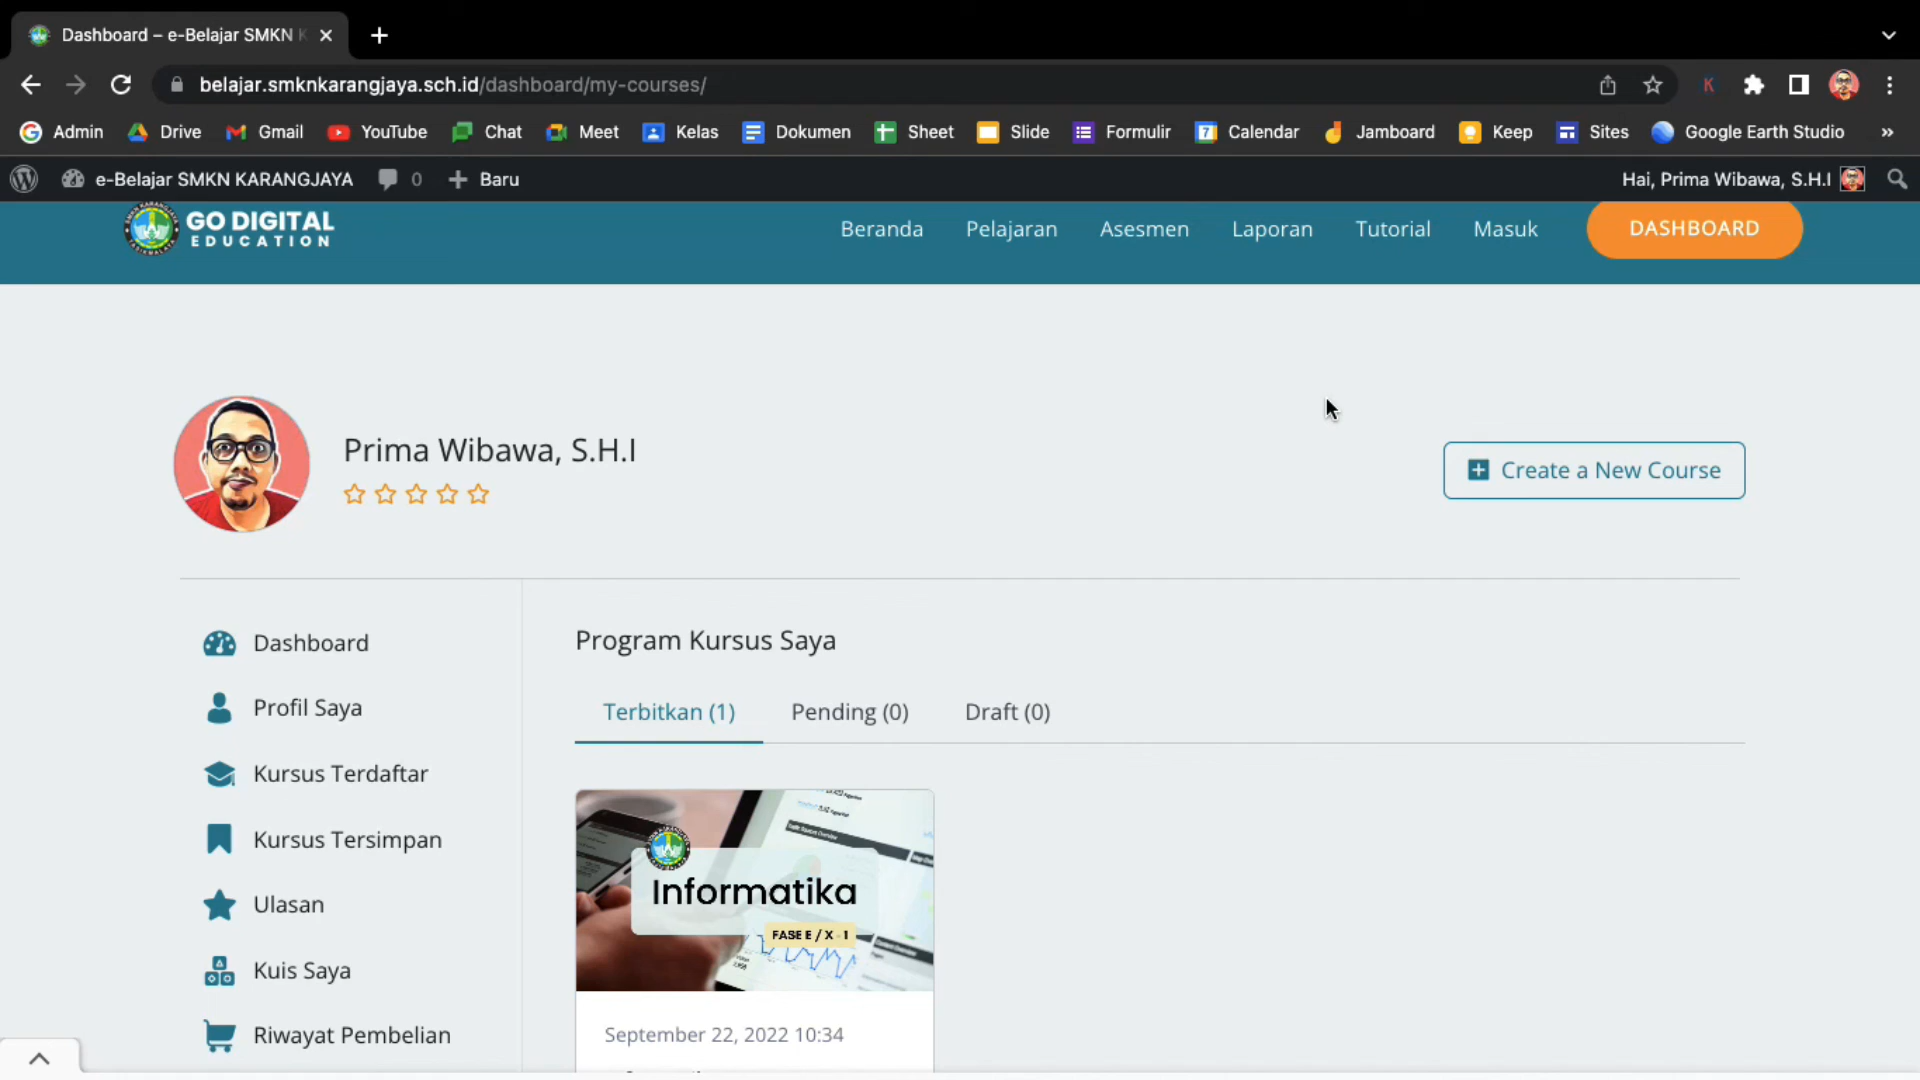 Dashboard – e-Belajar SMKN K
belajar.smknkarangjaya.sch.id/dashboard/my-courses/
Admin Drive Gmail YouTube Chat Meet Kelas Dokumen Sheet Slide Formulir Calendar Jamboard Keep Sites Google Earth Studio »
e-Belajar SMKN KARANGJAYA 0 + Baru Hai, Prima Wibawa, S.H.I
GO DIGITAL
EDUCATION
Beranda Pelajaran Asesmen Laporan Tutorial Masuk DASHBOARD
Prima Wibawa, S.H.I
Create a New Course
Dashboard
Profil Saya
Kursus Terdaftar
Kursus Tersimpan
Ulasan
Kuis Saya
Riwayat Pembelian
Program Kursus Saya
Terbitkan (1) Pending (0) Draft (0)
Informatika
FASE E / X - 1
September 22, 2022 10:34